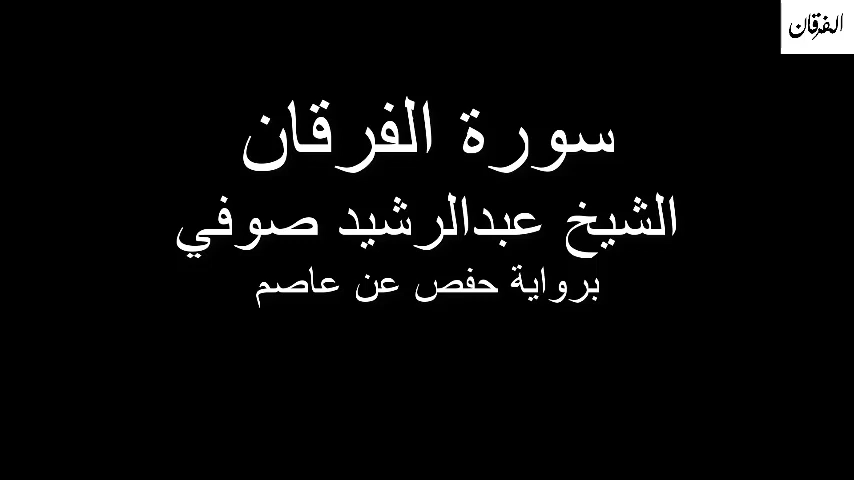 الفرقان
سورة الفرقان
الشيخ عبدالرشيد صوفي
برواية حفص عن عاصم